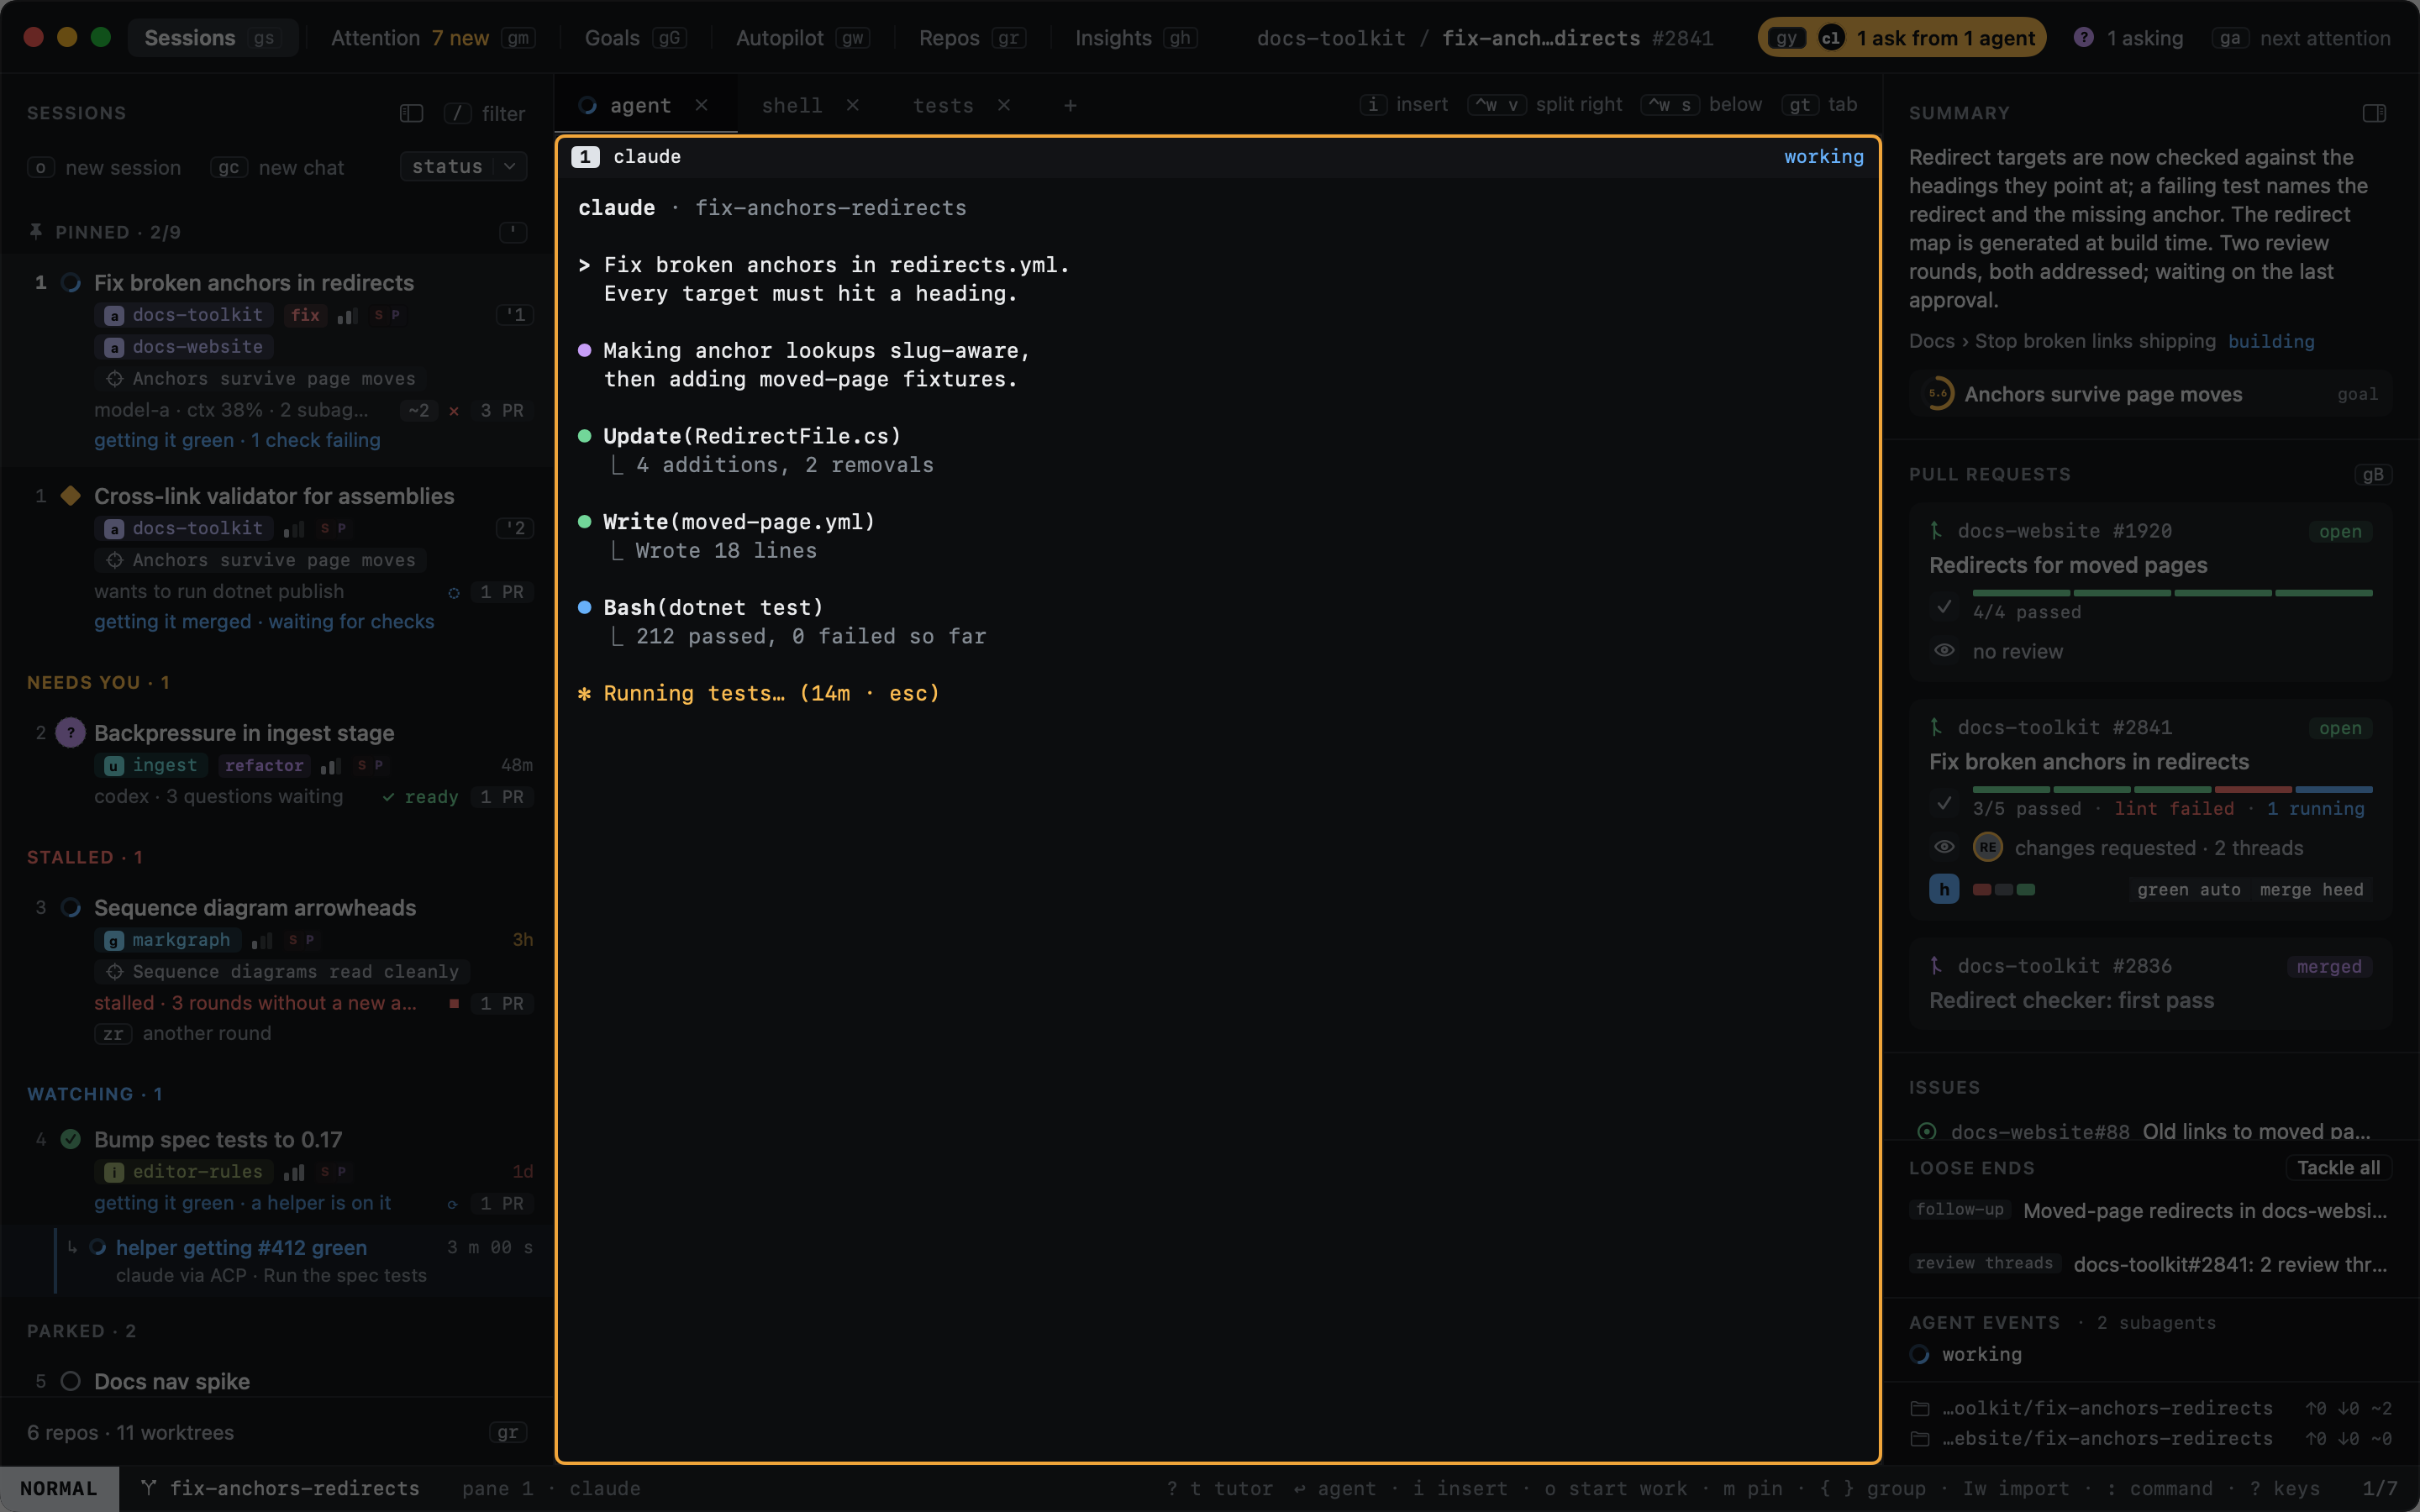 Sessions gs
Attention 7 new gm
Goals gG
Autopilot gw
Repos gr
Insights gh
docs-toolkit / fix-anch…directs #2841
gy cl 1 ask from 1 agent
? 1 asking
ga next attention
SESSIONS / filter
o new session gc new chat status
PINNED · 2/9 '
1 Fix broken anchors in redirects
a docs-toolkit fix S P '1
a docs-website
Anchors survive page moves
model-a · ctx 38% · 2 subag… ~2 × 3 PR
getting it green · 1 check failing
1 Cross-link validator for assemblies
a docs-toolkit S P '2
Anchors survive page moves
wants to run dotnet publish 1 PR
getting it merged · waiting for checks
NEEDS YOU · 1
2 ? Backpressure in ingest stage
u ingest refactor S P 48m
codex · 3 questions waiting ✓ ready 1 PR
STALLED · 1
3 Sequence diagram arrowheads
g markgraph S P 3h
Sequence diagrams read cleanly
stalled · 3 rounds without a new a… 1 PR
zr another round
WATCHING · 1
4 Bump spec tests to 0.17
i editor-rules S P 1d
getting it green · a helper is on it 1 PR
↳ helper getting #412 green 3 m 00 s
claude via ACP · Run the spec tests
PARKED · 2
5 Docs nav spike
6 repos · 11 worktrees gr
agent × shell × tests × +
i insert ^w v split right ^w s below gt tab
1 claude working
claude · fix-anchors-redirects
> Fix broken anchors in redirects.yml.
Every target must hit a heading.
Making anchor lookups slug-aware,
then adding moved-page fixtures.
Update(RedirectFile.cs)
⎿ 4 additions, 2 removals
Write(moved-page.yml)
⎿ Wrote 18 lines
Bash(dotnet test)
⎿ 212 passed, 0 failed so far
✻ Running tests… (14m · esc)
SUMMARY
Redirect targets are now checked against the
headings they point at; a failing test names the
redirect and the missing anchor. The redirect
map is generated at build time. Two review
rounds, both addressed; waiting on the last
approval.
Docs › Stop broken links shipping building
5.6 Anchors survive page moves goal
PULL REQUESTS gB
docs-website #1920 open
Redirects for moved pages
4/4 passed
no review
docs-toolkit #2841 open
Fix broken anchors in redirects
3/5 passed · lint failed · 1 running
RE changes requested · 2 threads
h green auto merge heed
docs-toolkit #2836 merged
Redirect checker: first pass
ISSUES
docs-website#88 Old links to moved pa…
LOOSE ENDS Tackle all
follow-up Moved-page redirects in docs-websi…
review threads docs-toolkit#2841: 2 review thr…
AGENT EVENTS · 2 subagents
working
…oolkit/fix-anchors-redirects ↑0 ↓0 ~2
…ebsite/fix-anchors-redirects ↑0 ↓0 ~0
NORMAL fix-anchors-redirects pane 1 · claude
? t tutor ↵ agent · i insert · o start work · m pin · { } group · Iw import · : command · ? keys 1/7